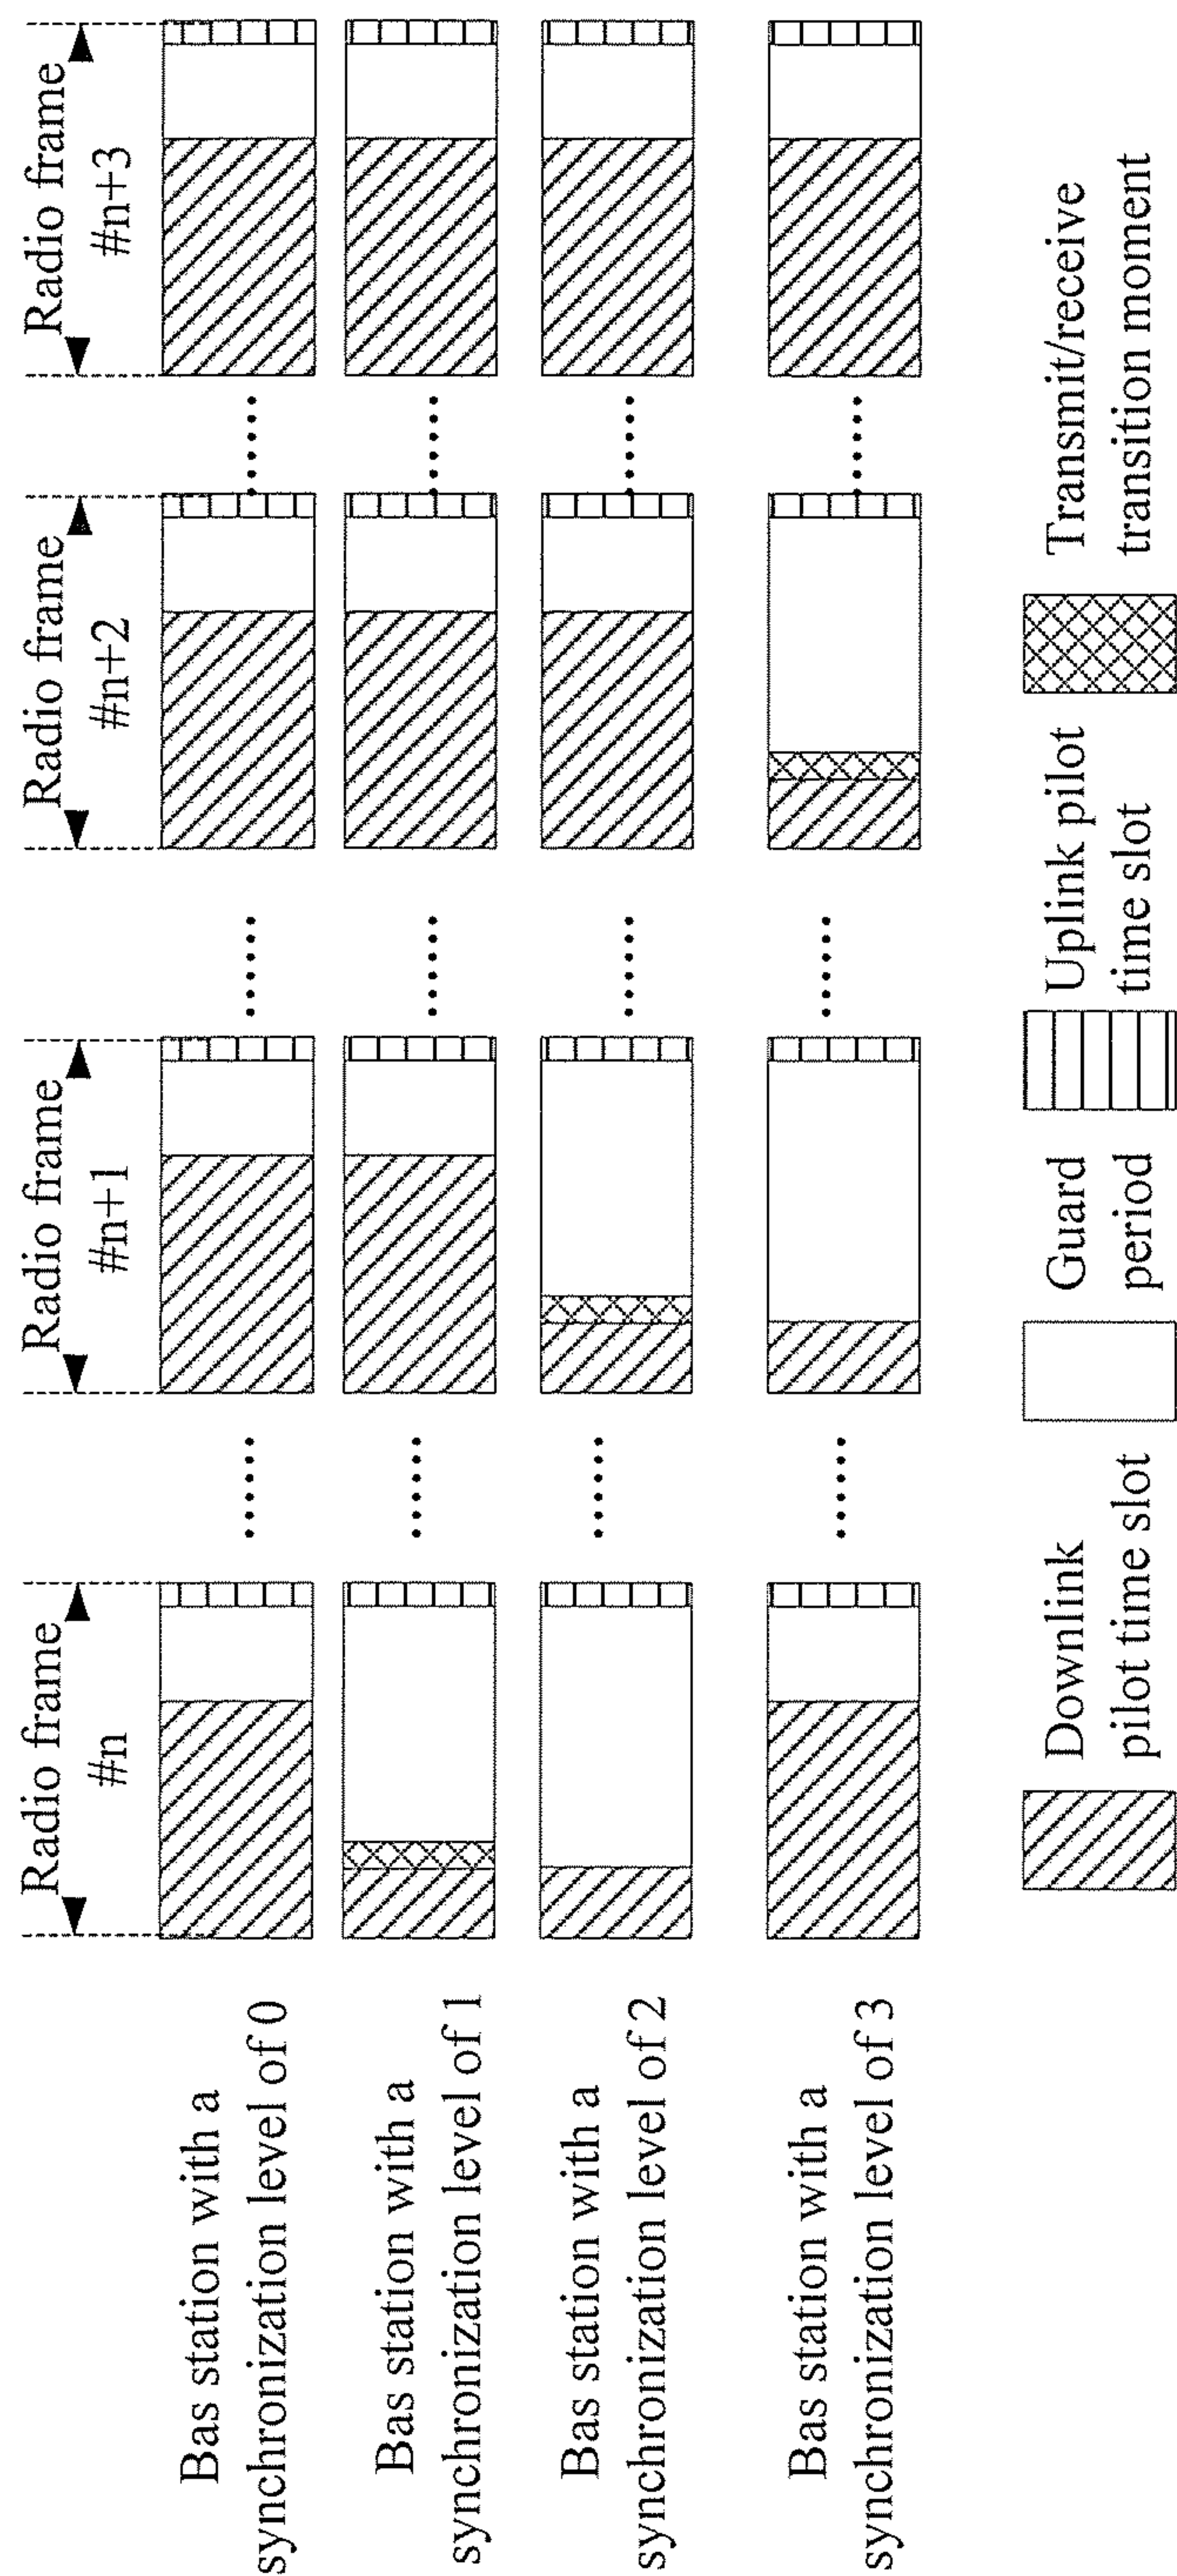 Radio frame
#n
Radio frame
#n+1
Radio frame
#n+2
Radio frame
#n+3
Bas station with a
synchronization level of 0
Bas station with a
synchronization level of 1
Bas station with a
synchronization level of 2
Bas station with a
synchronization level of 3
Downlink
pilot time slot
Guard
period
Uplink pilot
time slot
Transmit/receive
transition moment